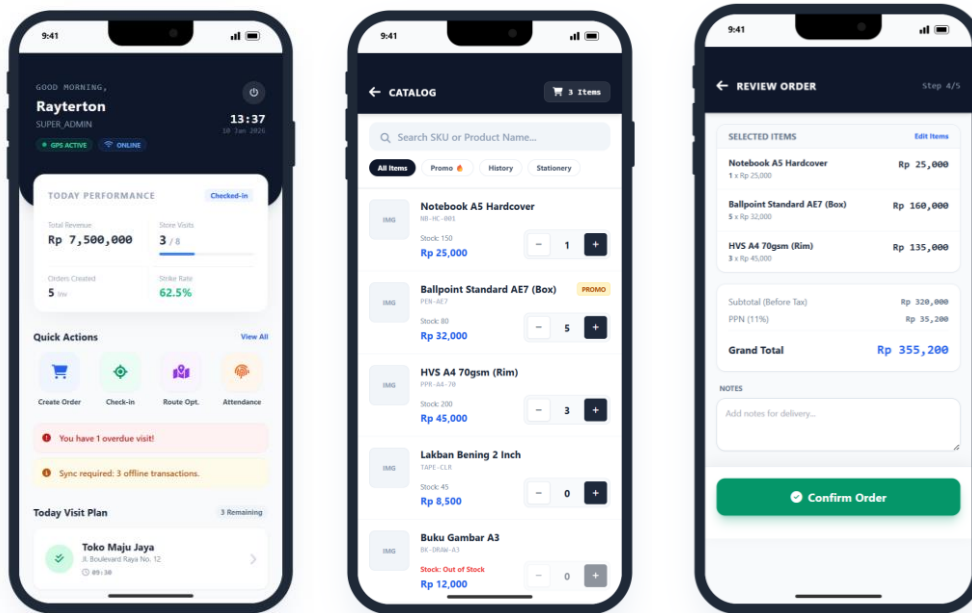 9:41
GOOD MORNING,
Rayterton
SUPER_ADMIN
GPS ACTIVE
ONLINE
13:37
10 Jan 2026
TODAY PERFORMANCE
Checked-in
Total Revenue
Rp 7,500,000
Store Visits
3 / 8
Orders Created
5
Strike Rate
62.5%
Quick Actions
View All
Create Order
Check-in
Route Opt.
Attendance
You have 1 overdue visit!
Sync required: 3 offline transactions.
Today Visit Plan
3 Remaining
Toko Maju Jaya
Jl. Boulevard Raya No. 12
09:30
9:41
CATALOG
3 Items
Search SKU or Product Name...
All Items
Promo
History
Stationery
IMG
Notebook A5 Hardcover
NB-HC-001
Stock: 150
Rp 25,000
− 1 +
IMG
Ballpoint Standard AE7 (Box)
PROMO
PEN-AE7
Stock: 80
Rp 32,000
− 5 +
IMG
HVS A4 70gsm (Rim)
PPR-A4-70
Stock: 200
Rp 45,000
− 3 +
IMG
Lakban Bening 2 Inch
TAPE-CLR
Stock: 45
Rp 8,500
− 0 +
IMG
Buku Gambar A3
BK-DRAW-A3
Stock: Out of Stock
Rp 12,000
− 0 +
9:41
REVIEW ORDER
Step 4/5
SELECTED ITEMS
Edit Items
Notebook A5 Hardcover
Rp 25,000
1 x Rp 25,000
Ballpoint Standard AE7 (Box)
Rp 160,000
5 x Rp 32,000
HVS A4 70gsm (Rim)
Rp 135,000
3 x Rp 45,000
Subtotal (Before Tax)
Rp 320,000
PPN (11%)
Rp 35,200
Grand Total
Rp 355,200
NOTES
Add notes for delivery...
Confirm Order